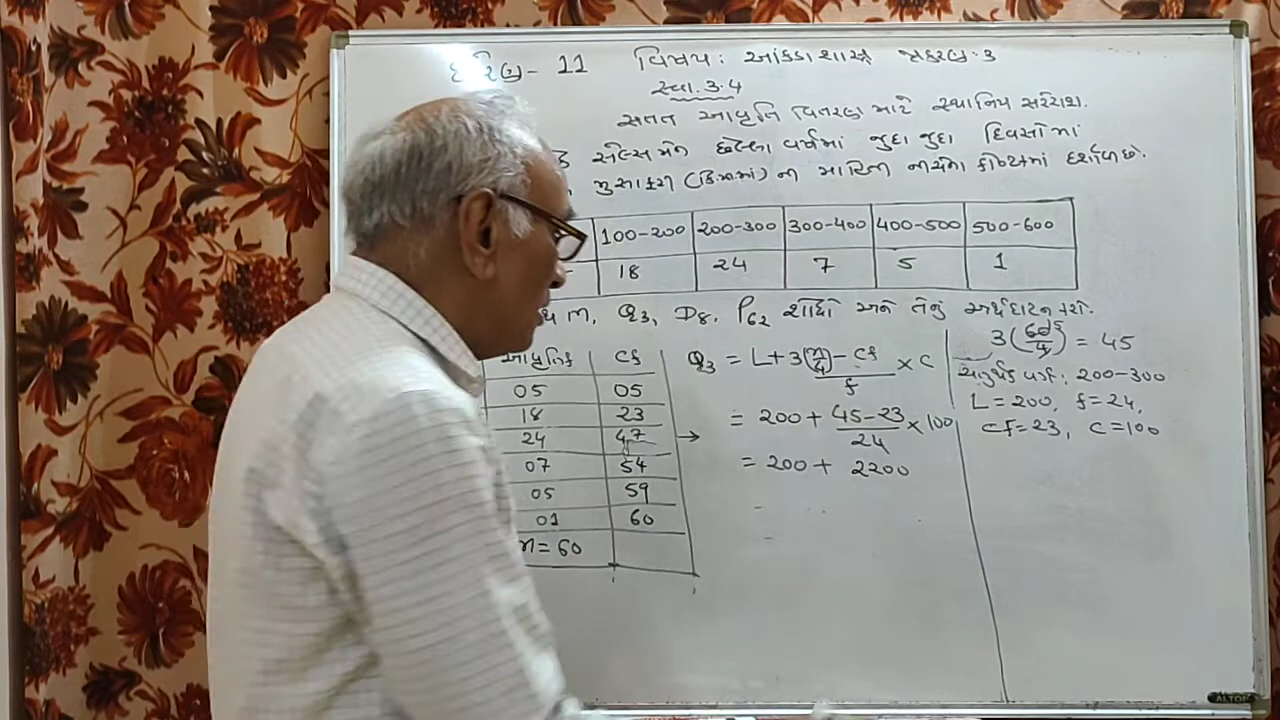 - 11 વિષય: આંકડાશાસ્ત્ર પ્રકરણ: 3
સ્વા. 3.4
સતત આવૃત્તિ વિતરણ માટે સ્થાનિય સરેરાશ.
સેલ્સમેન છેલ્લા વર્ષમાં જુદા જુદા દિવસોમાં
મુસાફરી (કિ.મામાં) ની માહિતી નીચેના કોષ્ટકમાં દર્શાવેલ છે.
100-200 200-300 300-400 400-500 500-600
18 24 7 5 1
M, Q3, D8, P62 શોધો અને તેનું અર્થઘટન કરો.
આવૃત્તિ f cf
05 05
18 23
24 47
07 54
05 59
01 60
n = 60
Q3 = L + 3(n/4) - cf / f × c
= 200 + 45-23 / 24 × 100
= 200 + 2200
3(60/4) = 45
ચતુર્થક વર્ગ: 200-300
L = 200, f = 24,
cf = 23, c = 100
ALTOP